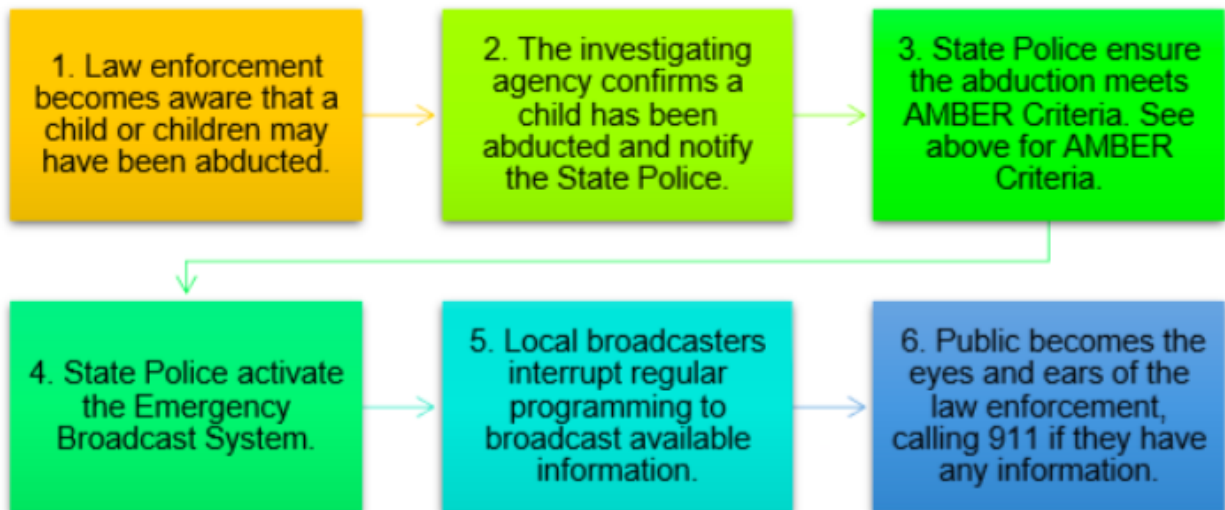 1. Law enforcement
becomes aware that a
child or children may
have been abducted.
2. The investigating
agency confirms a
child has been
abducted and notify
the State Police.
3. State Police ensure
the abduction meets
AMBER Criteria. See
above for AMBER
Criteria.
4. State Police activate
the Emergency
Broadcast System.
5. Local broadcasters
interrupt regular
programming to
broadcast available
information.
6. Public becomes the
eyes and ears of the
law enforcement,
calling 911 if they have
any information.